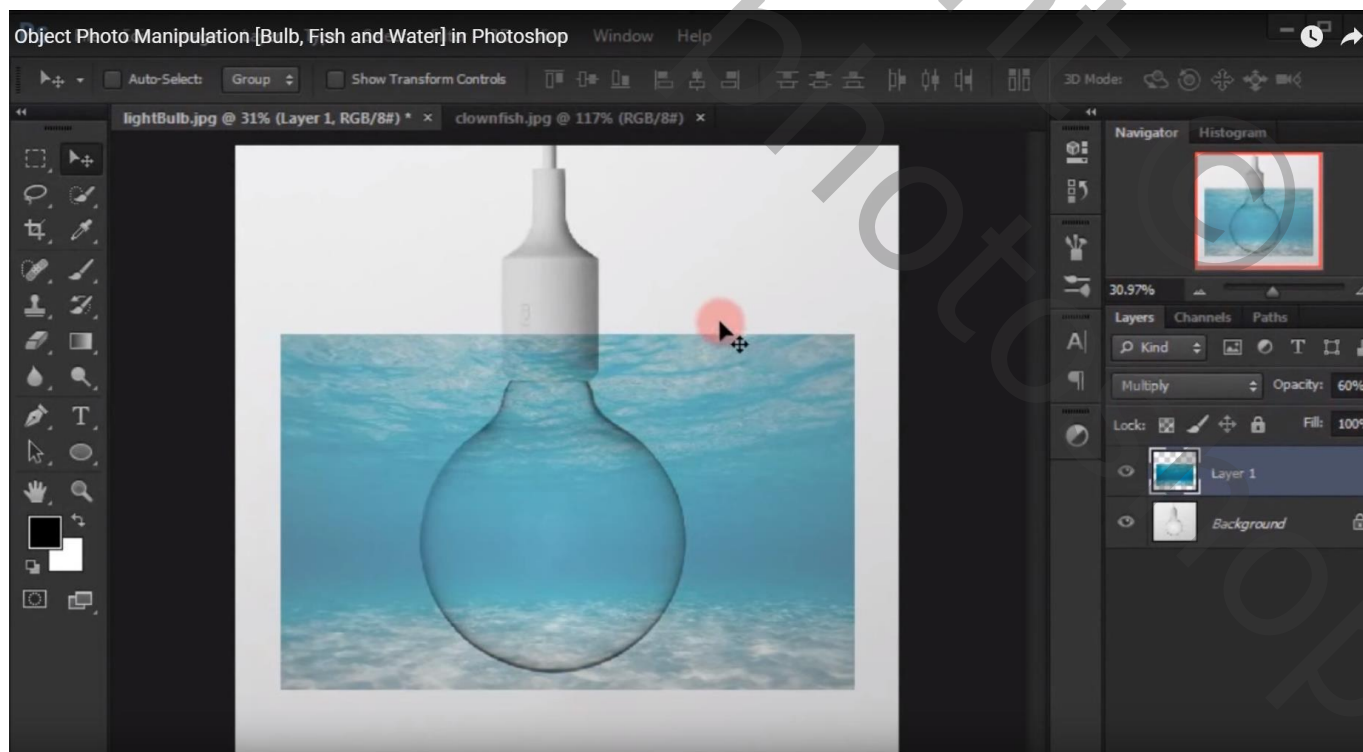 Object Photo Manipulation [Bulb, Fish and Water] in Photoshop
Window Help
Auto-Select: Group Show Transform Controls 3D Mode:
lightBulb.jpg @ 31% (Layer 1, RGB/8#) * × clownfish.jpg @ 117% (RGB/8#) ×
Navigator Histogram
30.97%
Layers Channels Paths
Kind
Multiply Opacity: 60%
Lock: Fill: 100%
Layer 1
Background